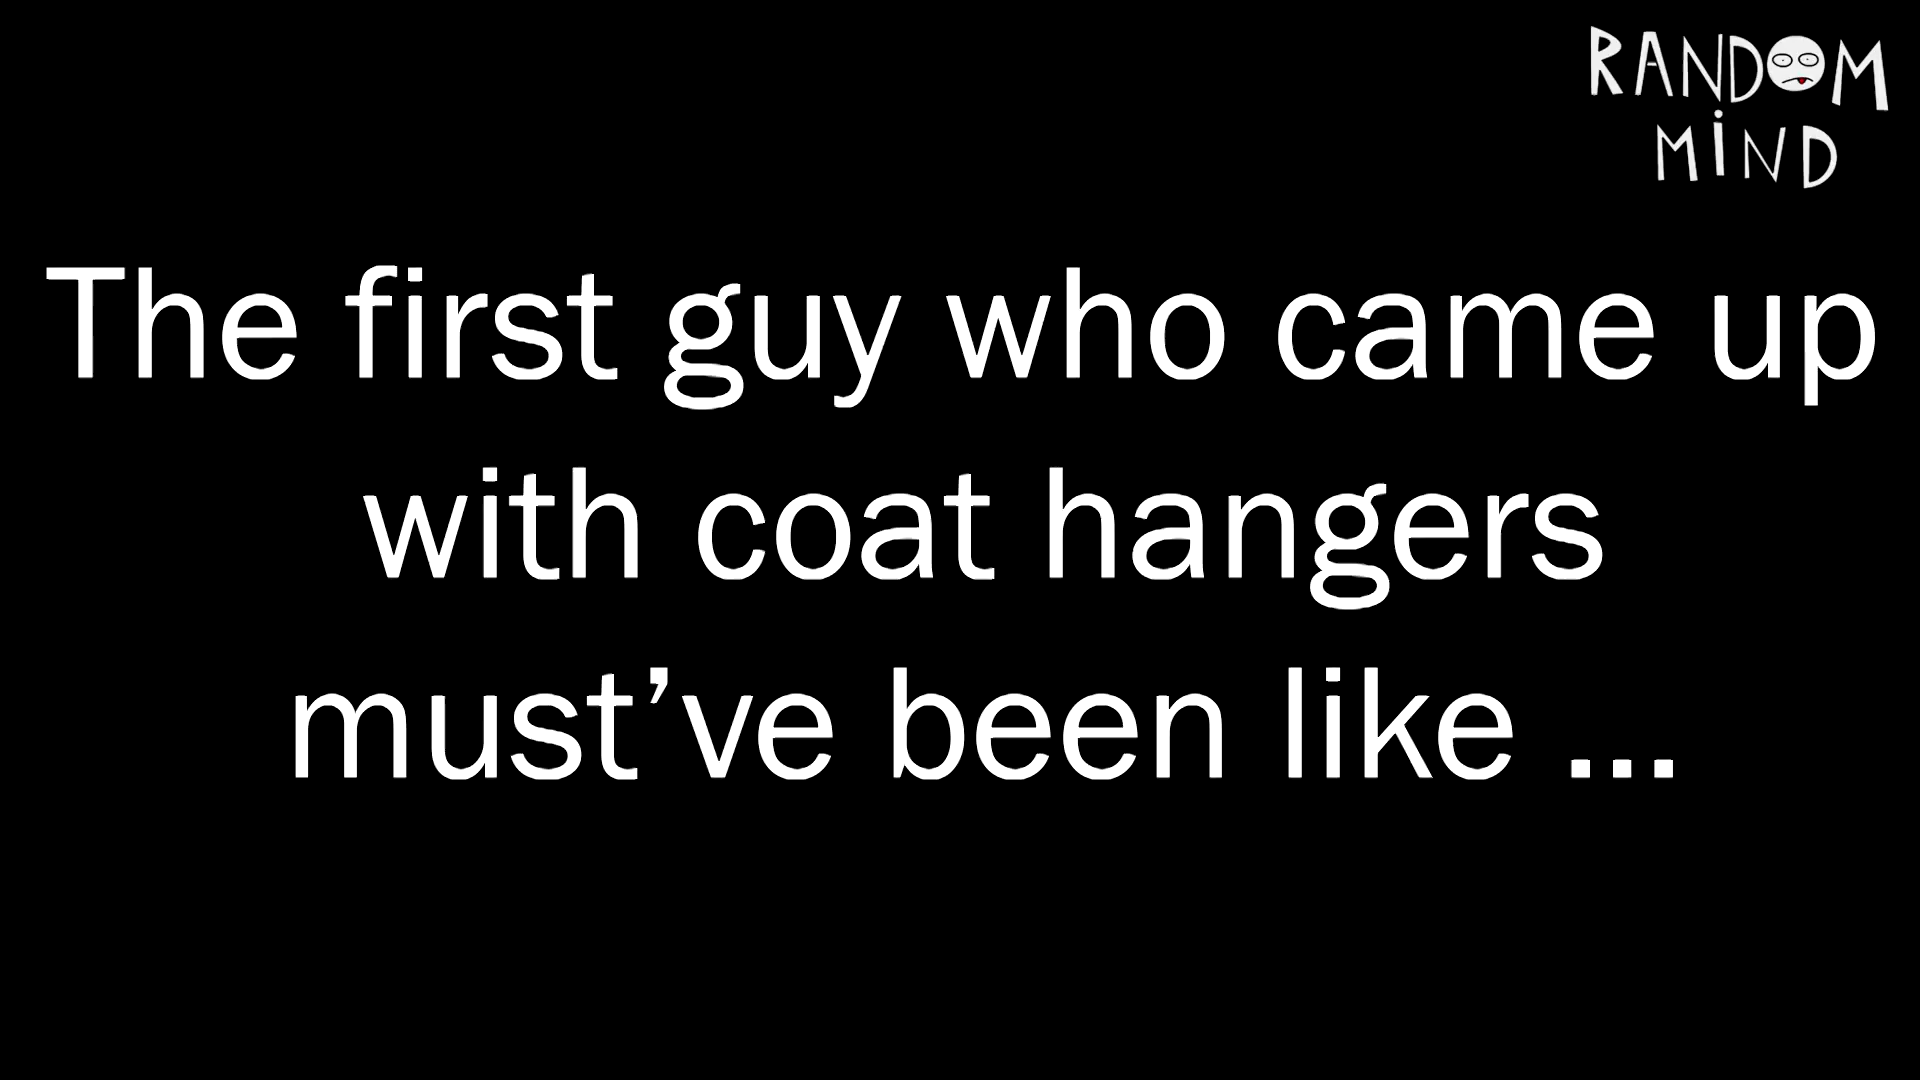 RANDOM
MIND
The first guy who came up
with coat hangers
must’ve been like ...